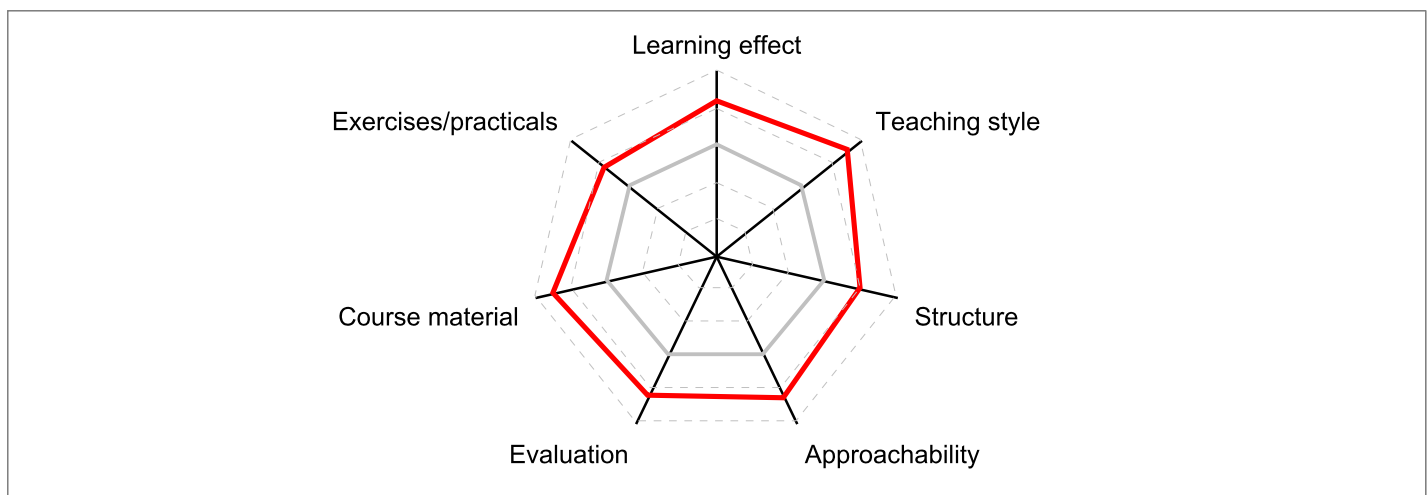 Learning effect
Exercises/practicals
Teaching style
Course material
Structure
Evaluation
Approachability